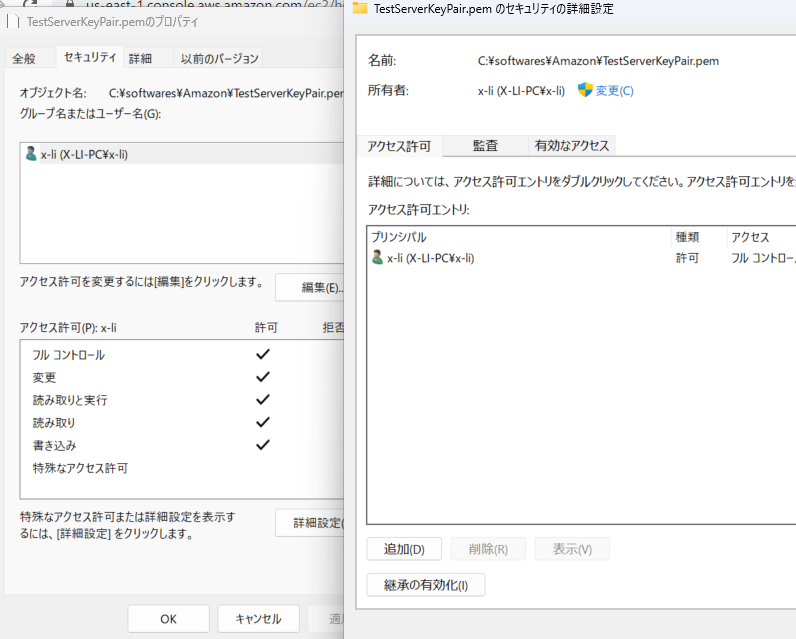 us-east-1.console.aws.amazon.com/ec2/h
TestServerKeyPair.pemのプロパティ
全般 セキュリティ 詳細 以前のバージョン
オブジェクト名: C:¥softwares¥Amazon¥TestServerKeyPair.pem
グループ名またはユーザー名(G):
x-li (X-LI-PC¥x-li)
アクセス許可を変更するには[編集]をクリックします。 編集(E)...
アクセス許可(P): x-li 許可 拒否
フル コントロール
変更
読み取りと実行
読み取り
書き込み
特殊なアクセス許可
特殊なアクセス許可または詳細設定を表示す
るには、[詳細設定] をクリックします。
詳細設定(
OK キャンセル 適
TestServerKeyPair.pem のセキュリティの詳細設定
名前: C:¥softwares¥Amazon¥TestServerKeyPair.pem
所有者: x-li (X-LI-PC¥x-li) 変更(C)
アクセス許可 監査 有効なアクセス
詳細については、アクセス許可エントリをダブルクリックしてください。アクセス許可エントリを
アクセス許可エントリ:
プリンシパル 種類 アクセス
x-li (X-LI-PC¥x-li) 許可 フル コントロー
追加(D) 削除(R) 表示(V)
継承の有効化(I)